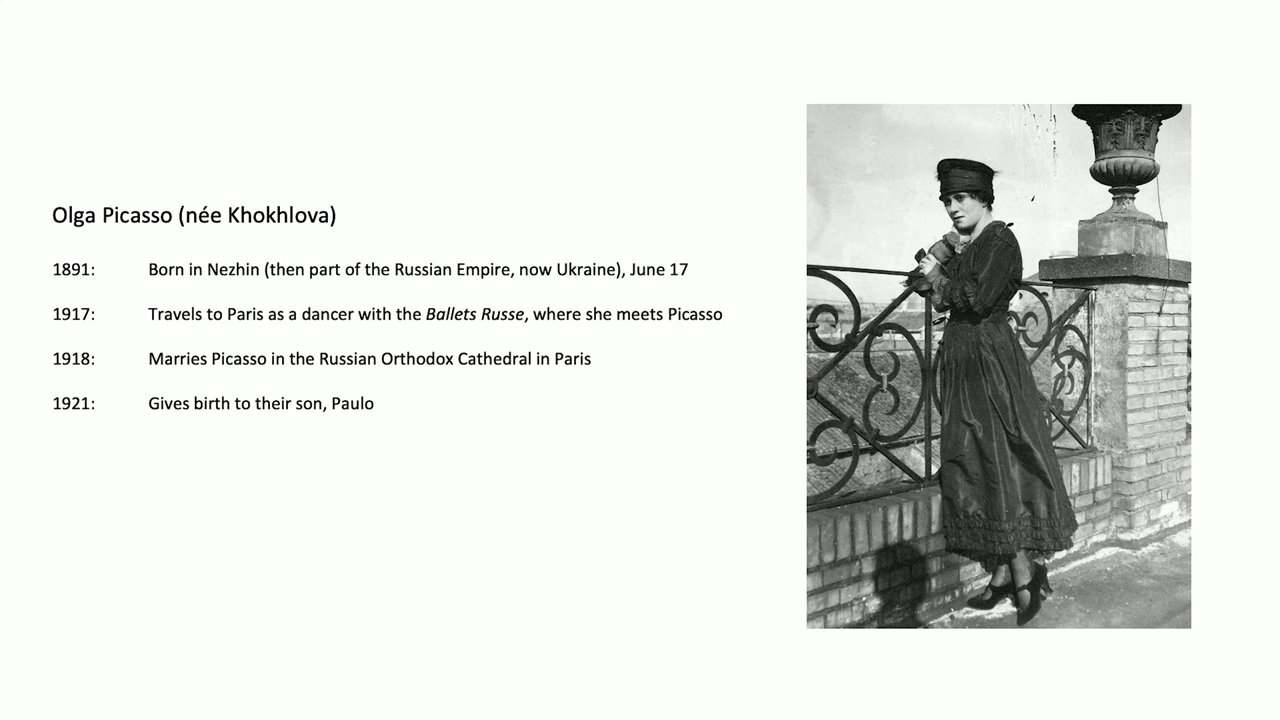 Olga Picasso (née Khokhlova)
1891: Born in Nezhin (then part of the Russian Empire, now Ukraine), June 17
1917: Travels to Paris as a dancer with the Ballets Russe, where she meets Picasso
1918: Marries Picasso in the Russian Orthodox Cathedral in Paris
1921: Gives birth to their son, Paulo